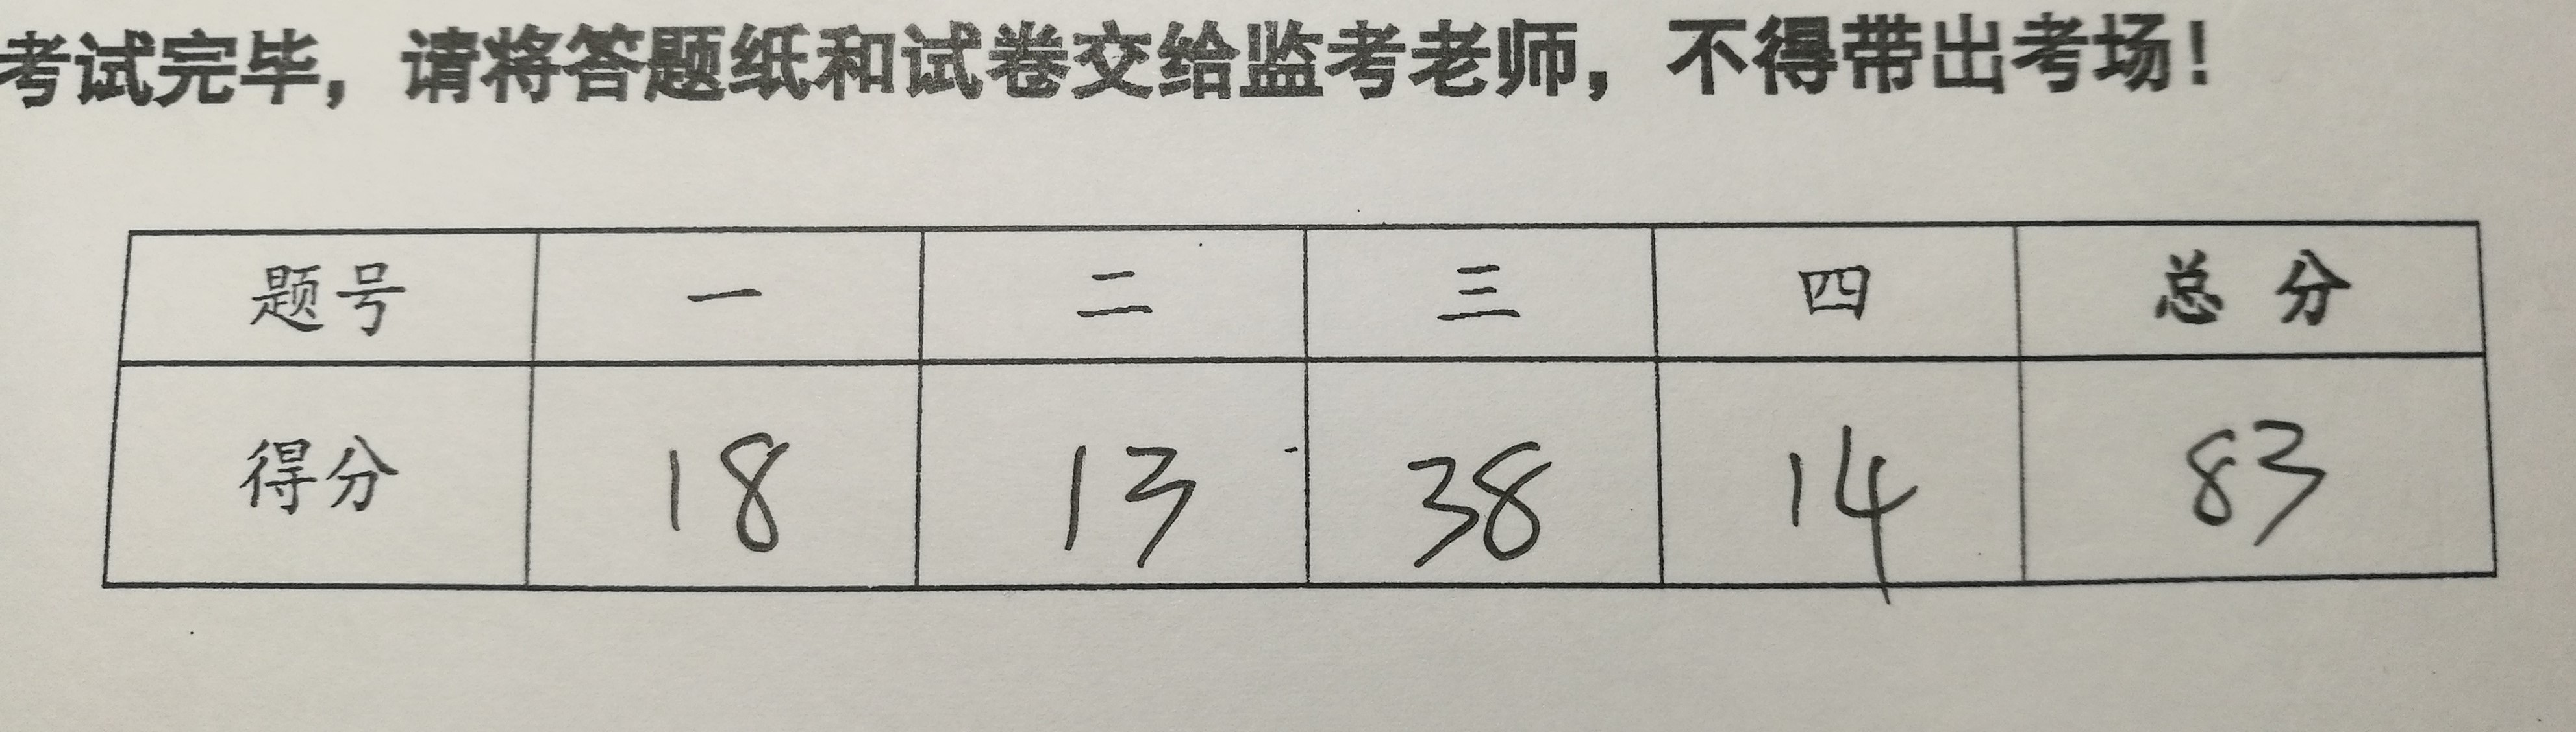 考试完毕，请将答题纸和试卷交给监考老师，不得带出考场！
题号 一 二 三 四 总分
得分 18 13 38 14 83